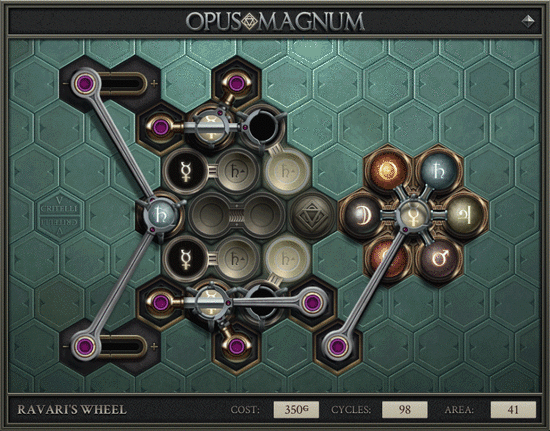 OPUS MAGNUM
RAVARI'S WHEEL
COST: 350G
CYCLES: 98
AREA: 41